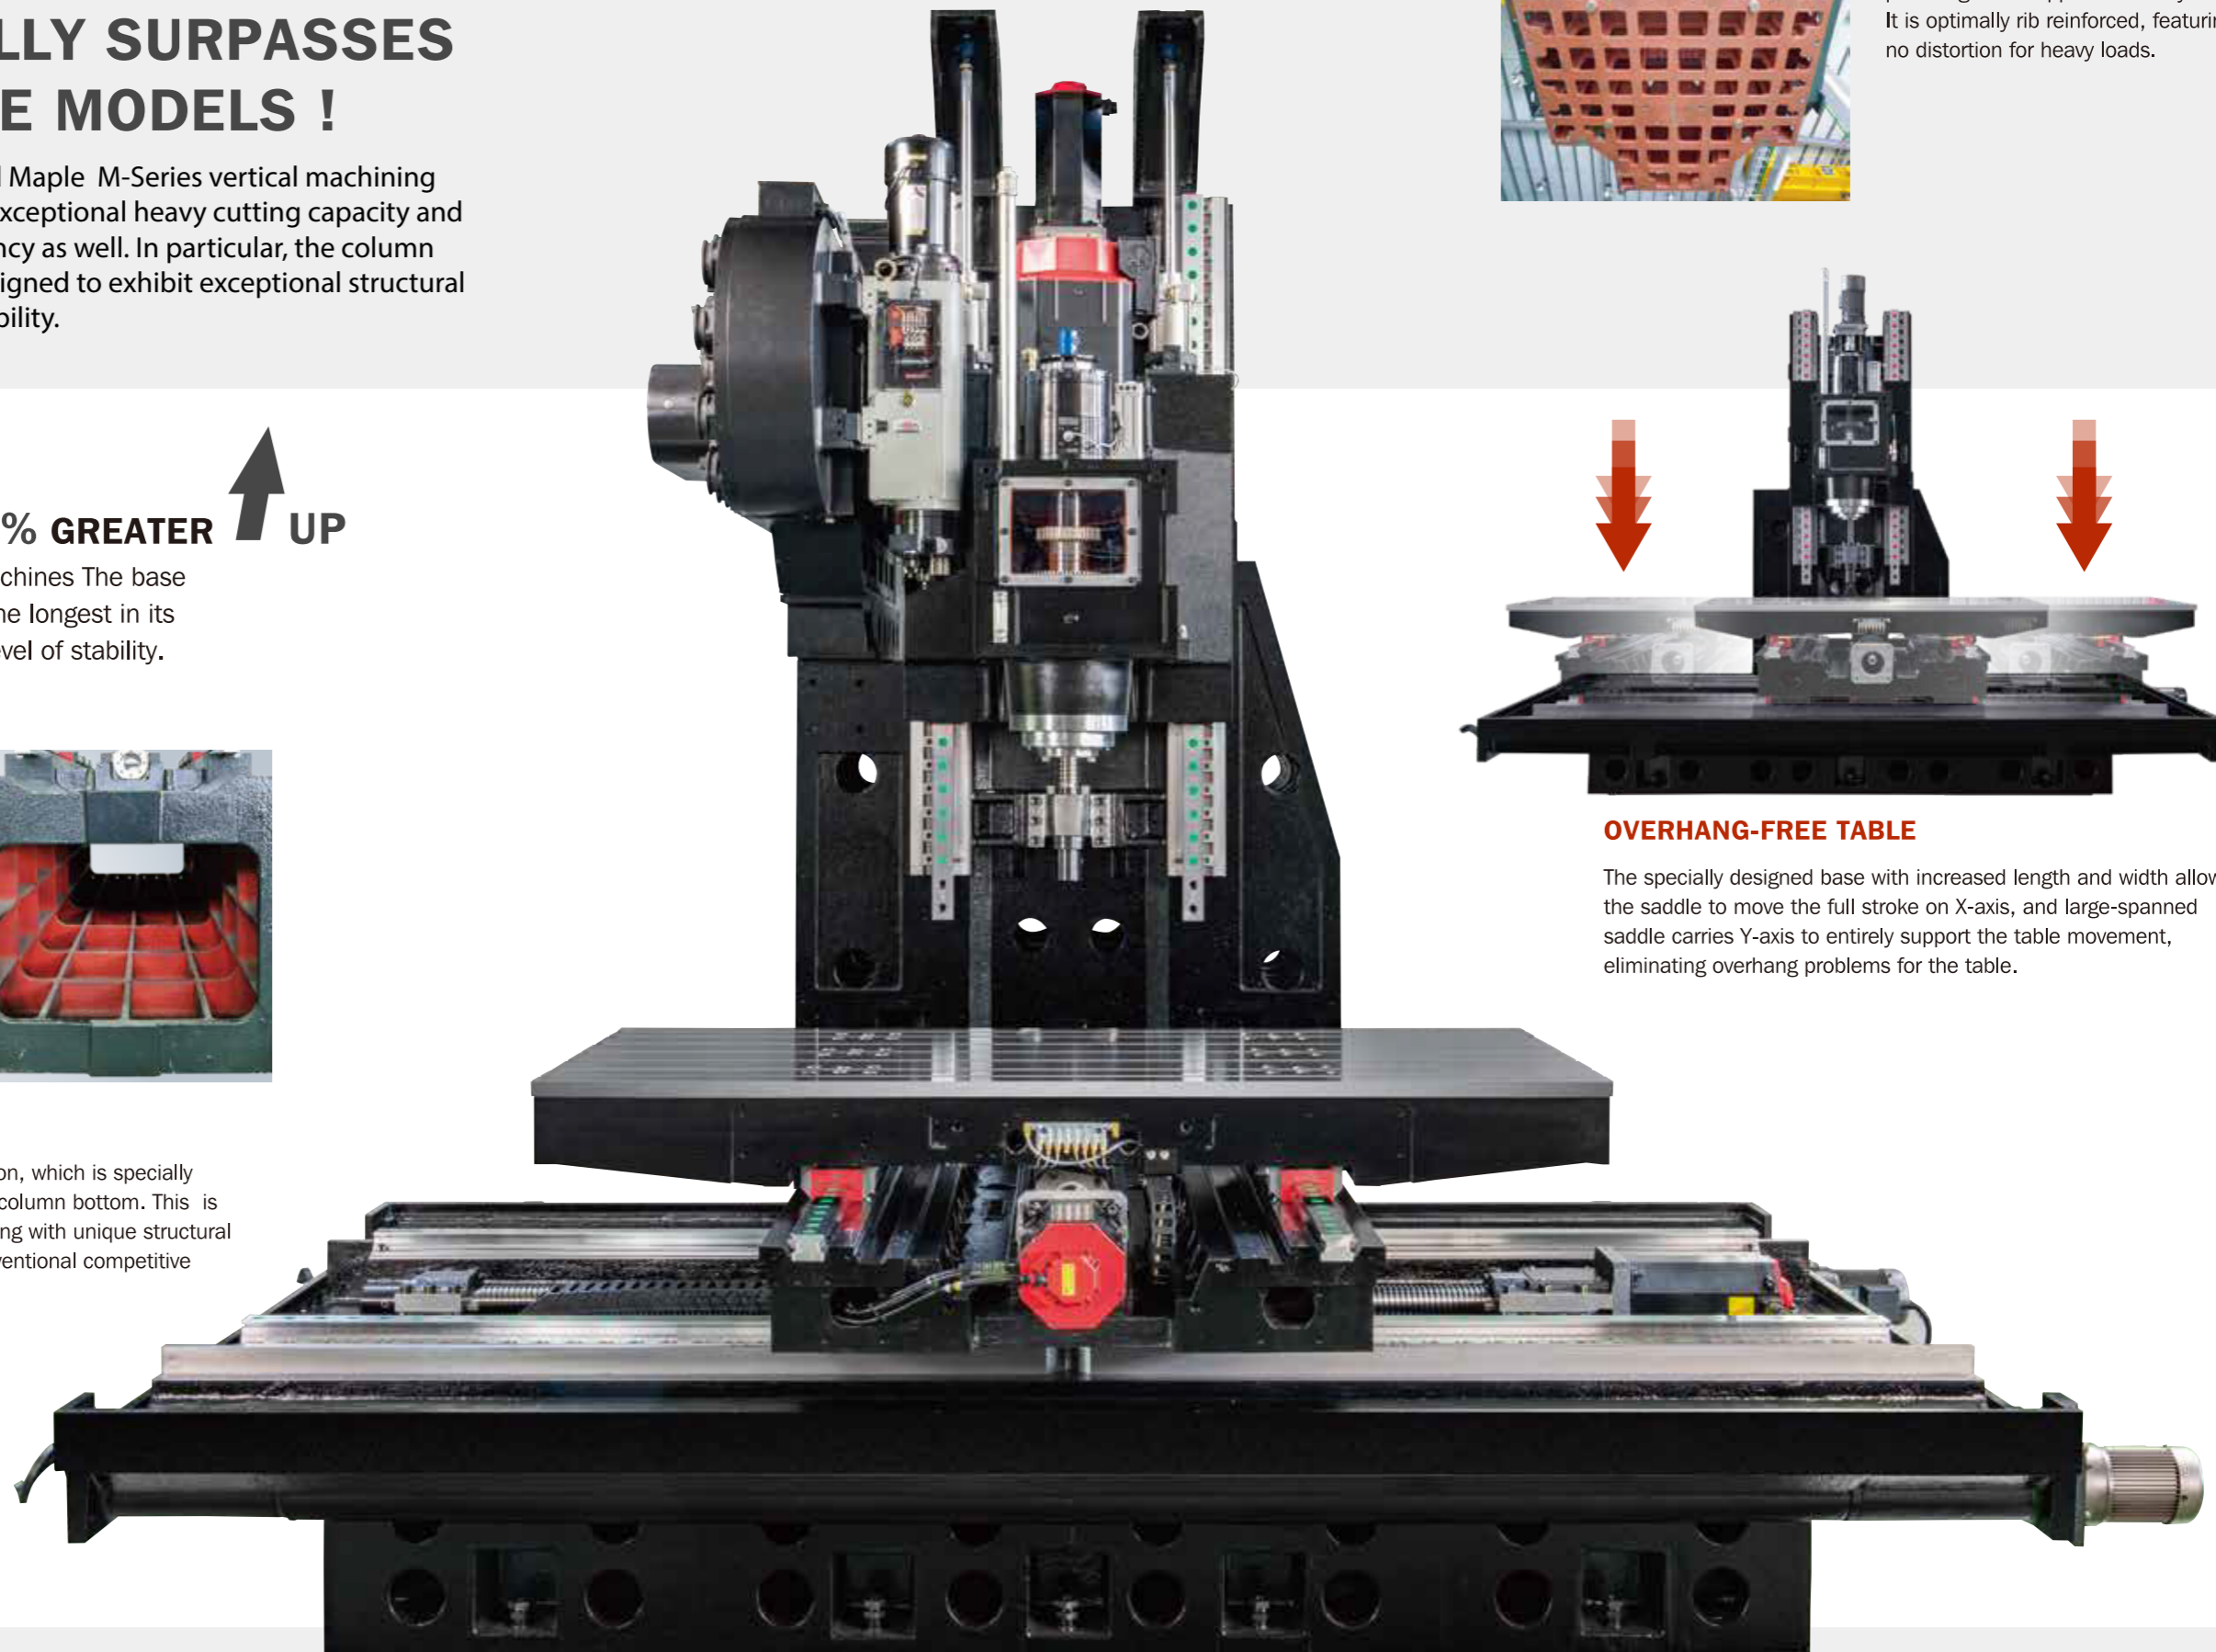 LLY SURPASSES
E MODELS !
Maple M-Series vertical machining
xceptional heavy cutting capacity and
ncy as well. In particular, the column
igned to exhibit exceptional structural
bility.
% GREATER UP
chines The base
ne longest in its
evel of stability.
on, which is specially
column bottom. This is
ng with unique structural
ventional competitive
It is optimally rib reinforced, featurin
no distortion for heavy loads.
OVERHANG-FREE TABLE
The specially designed base with increased length and width allow
the saddle to move the full stroke on X-axis, and large-spanned
saddle carries Y-axis to entirely support the table movement,
eliminating overhang problems for the table.